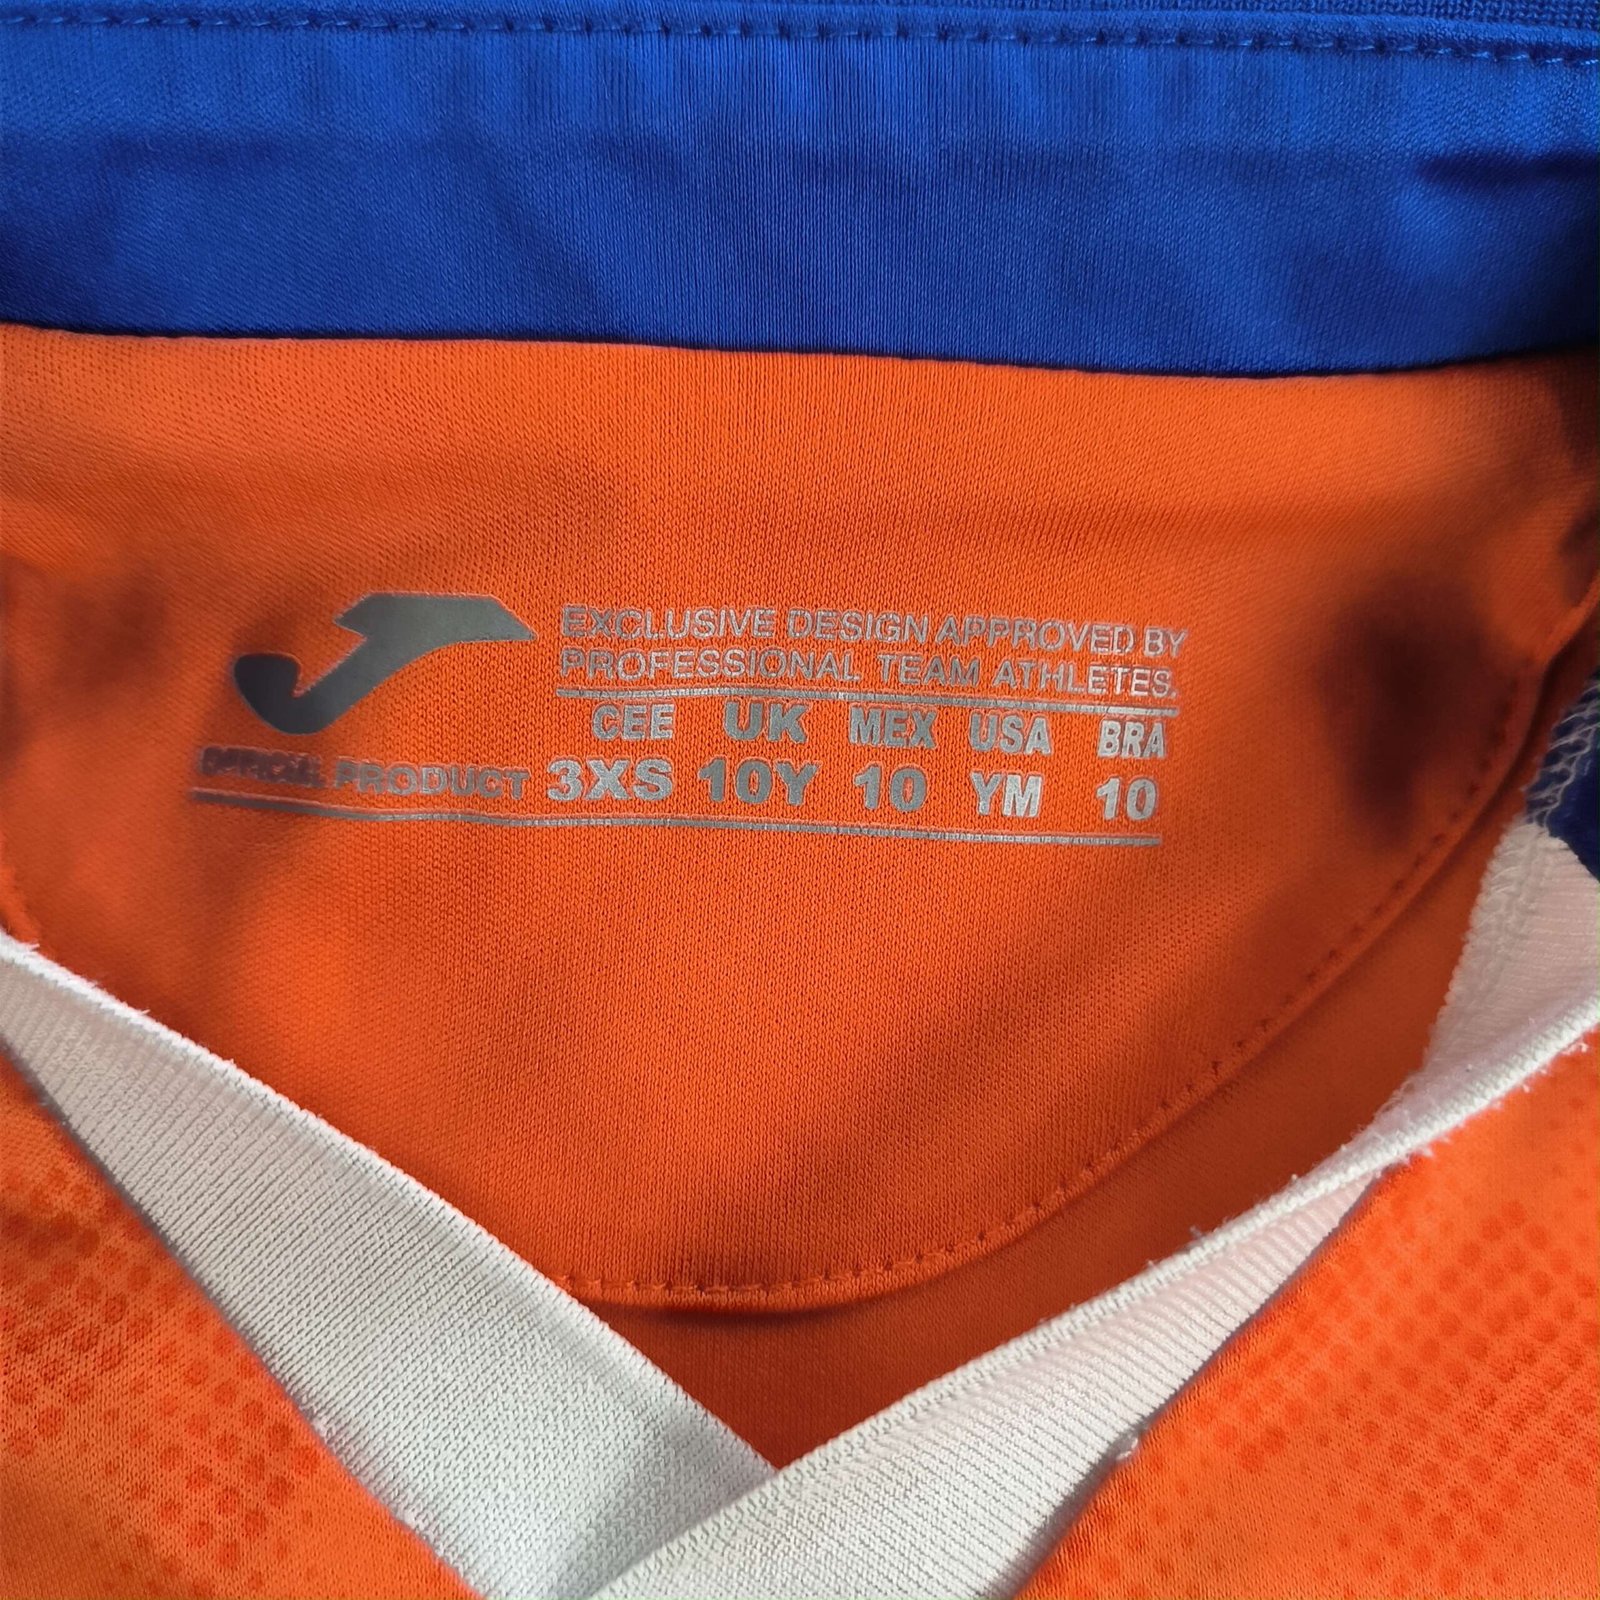 EXCLUSIVE DESIGN APPROVED BY
PROFESSIONAL TEAM ATHLETES.
CEE UK MEX USA BRA
OFFICIAL PRODUCT 3XS 10Y 10 YM 10